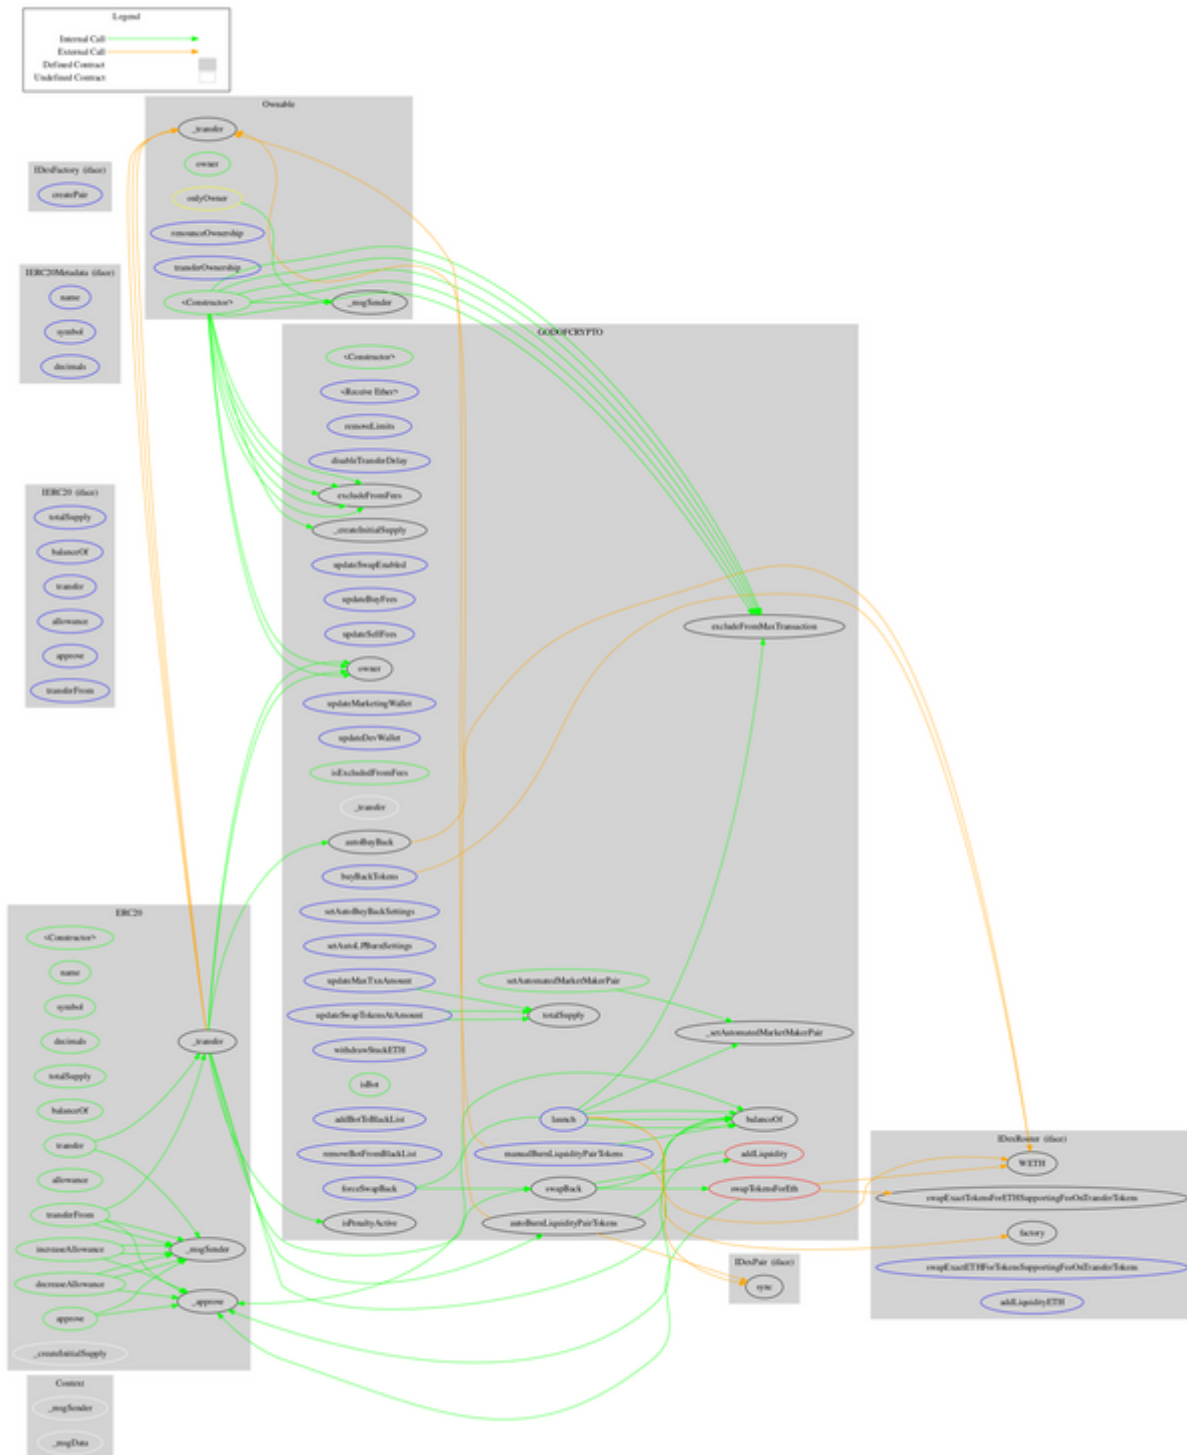 Legend
Internal Call
External Call
Defined Contract
Undefined Contract
Ownable
_transfer
owner
onlyOwner
renounceOwnership
transferOwnership
<Constructor>
_msgSender
IDexFactory (iface)
createPair
IERC20Metadata (iface)
name
symbol
decimals
IERC20 (iface)
totalSupply
balanceOf
transfer
allowance
approve
transferFrom
GODOFCRYPTO
<Constructor>
<Receive Ether>
removeLimits
disableTransferDelay
excludeFromFees
_createInitialSupply
updateSwapEnabled
updateBuyFees
updateSellFees
excludeFromMaxTransaction
owner
updateMarketingWallet
updateDevWallet
isExcludedFromFees
_transfer
autoBuyBack
buyBackTokens
setAutoBuyBackSettings
setAutoLPBurnSettings
updateMaxTxnAmount
setAutomatedMarketMakerPair
updateSwapTokensAtAmount
totalSupply
_setAutomatedMarketMakerPair
withdrawStuckETH
isBot
addBotToBlackList
launch
balanceOf
removeBotFromBlackList
manualBurnLiquidityPairTokens
addLiquidity
forceSwapBack
swapBack
swapTokensForEth
isPenaltyActive
autoBurnLiquidityPairTokens
ERC20
<Constructor>
name
symbol
decimals
_transfer
totalSupply
balanceOf
transfer
allowance
transferFrom
increaseAllowance
_msgSender
decreaseAllowance
_approve
approve
_createInitialSupply
IDexRouter (iface)
WETH
swapExactTokensForETHSupportingFeeOnTransferTokens
factory
swapExactETHForTokensSupportingFeeOnTransferTokens
addLiquidityETH
IDexPair (iface)
sync
Context
_msgSender
_msgData